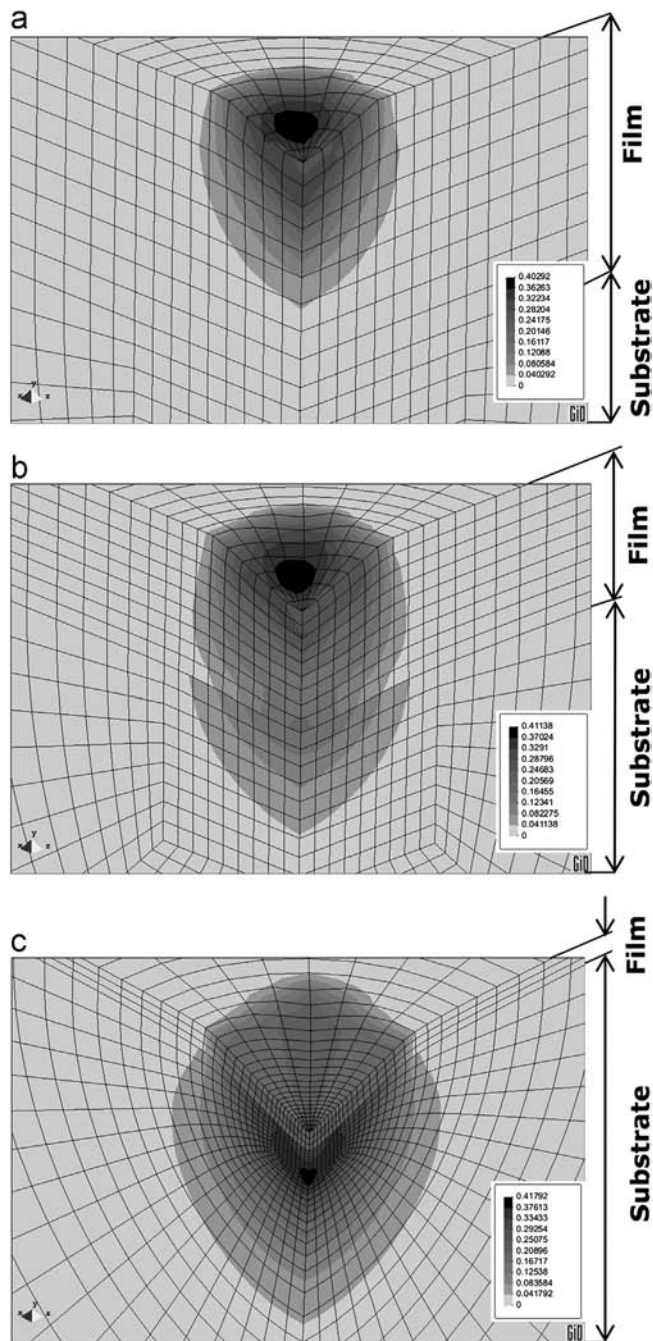 a
Film
0.40292
0.36263
0.32234
0.28204
0.24175
0.20146
0.16117
0.12088
0.080584
0.040292
0
Substrate
y
x z
GiD
b
Film
0.41138
0.37024
0.3291
0.28796
0.24683
0.20569
0.16455
0.12341
0.082275
0.041138
0
Substrate
y
x z
GiD
c
Film
0.41792
0.37613
0.33433
0.29254
0.25075
0.20896
0.16717
0.12538
0.083584
0.041792
0
Substrate
y
x z
GiD